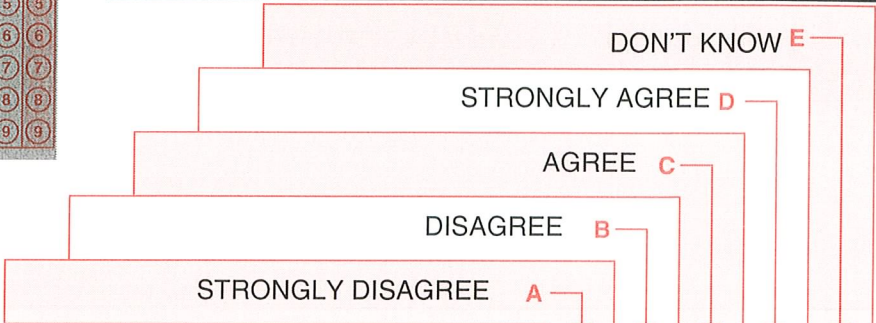 5 5
6 6
7 7
8 8
9 9
DON'T KNOW E
STRONGLY AGREE D
AGREE C
DISAGREE B
STRONGLY DISAGREE A